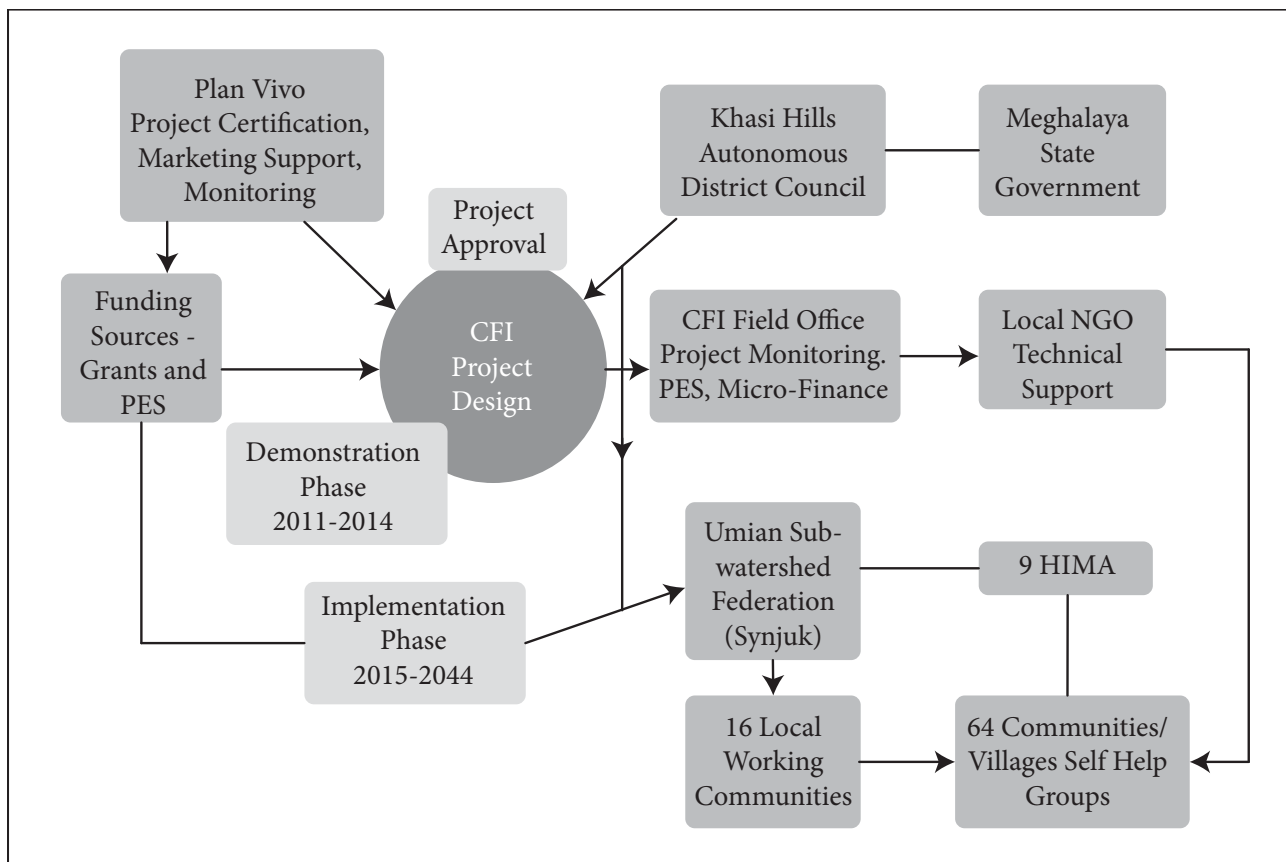 Plan Vivo
Project Certification,
Marketing Support,
Monitoring
Khasi Hills
Autonomous
District Council
Meghalaya
State
Government
Project
Approval
Funding
Sources -
Grants and
PES
CFI
Project
Design
CFI Field Office
Project Monitoring.
PES, Micro-Finance
Local NGO
Technical
Support
Demonstration
Phase
2011-2014
Umian Sub-
watershed
Federation
(Synjuk)
9 HIMA
Implementation
Phase
2015-2044
16 Local
Working
Communities
64 Communities/
Villages Self Help
Groups